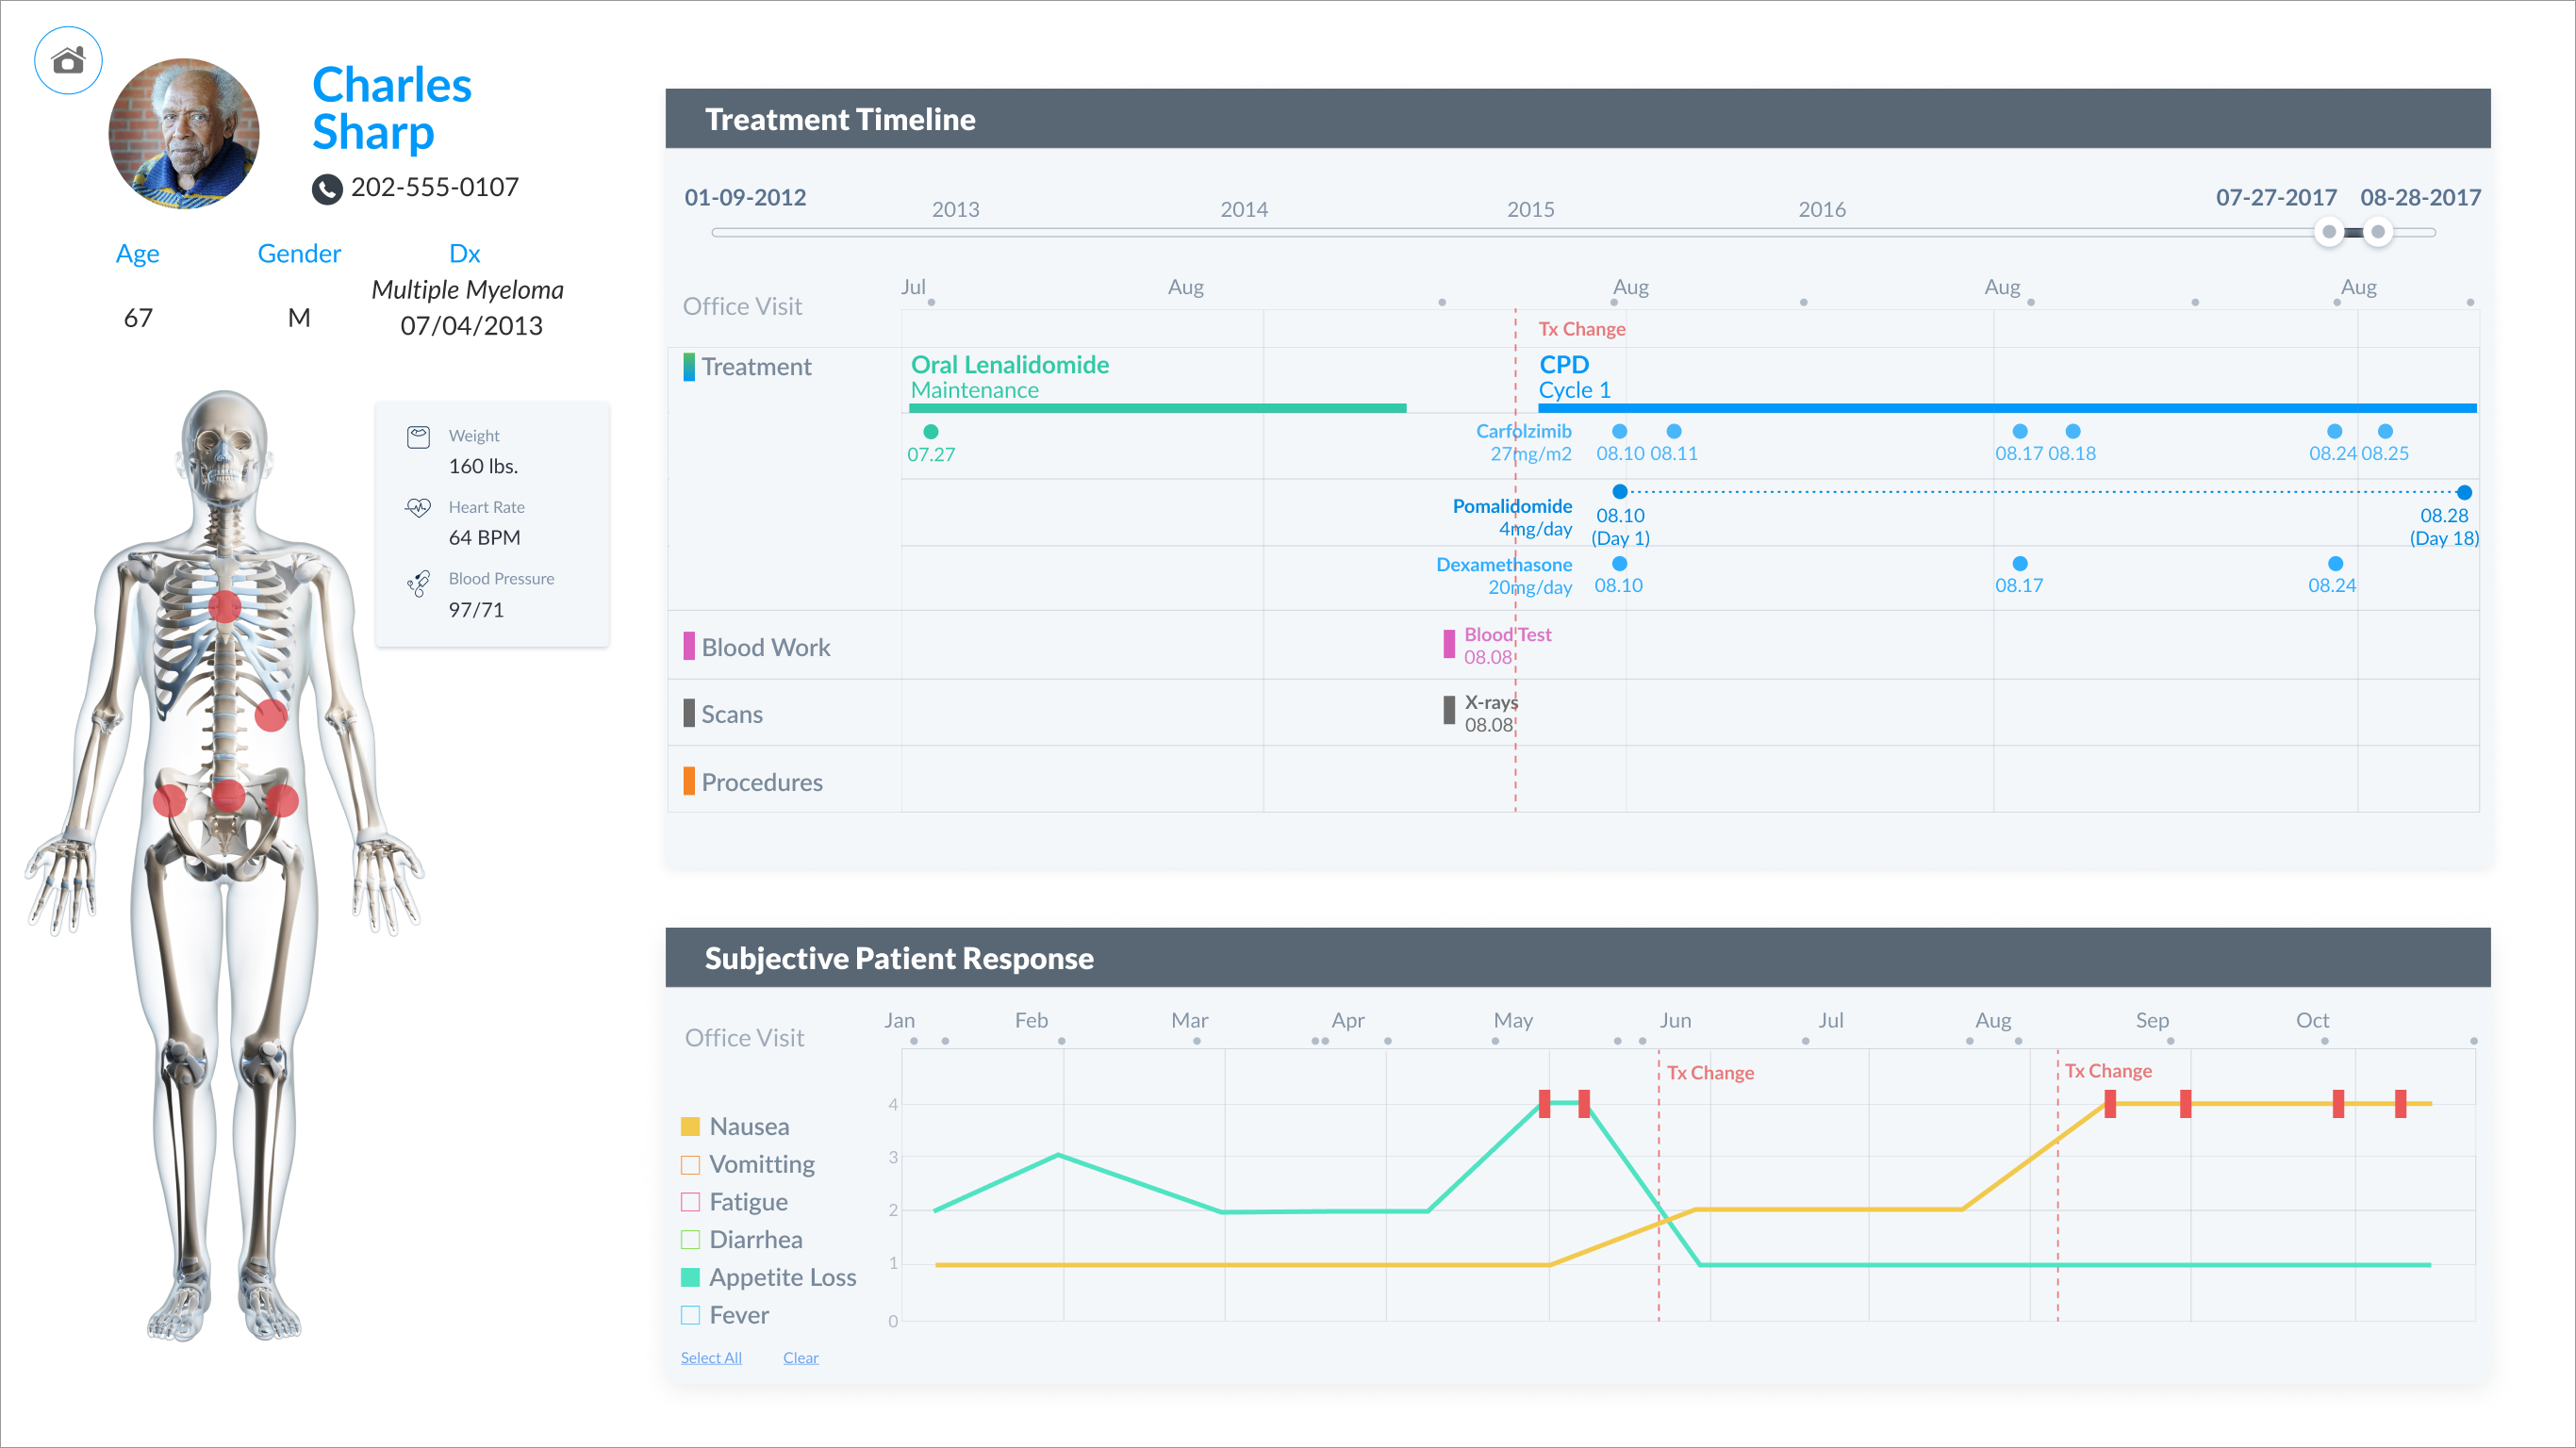 Charles
Sharp
202-555-0107
Age
Gender
Dx
67
M
Multiple Myeloma
07/04/2013
Weight
160 lbs.
Heart Rate
64 BPM
Blood Pressure
97/71
Treatment Timeline
01-09-2012
2013
2014
2015
2016
07-27-2017
08-28-2017
Office Visit
Jul
Aug
Aug
Aug
Aug
Tx Change
Treatment
Oral Lenalidomide
Maintenance
CPD
Cycle 1
07.27
Carfolzimib
27mg/m2
08.10
08.11
08.17
08.18
08.24
08.25
Pomalidomide
4mg/day
08.10
(Day 1)
08.28
(Day 18)
Dexamethasone
20mg/day
08.10
08.17
08.24
Blood Work
Blood Test
08.08
Scans
X-rays
08.08
Procedures
Subjective Patient Response
Office Visit
Jan
Feb
Mar
Apr
May
Jun
Jul
Aug
Sep
Oct
Tx Change
Tx Change
4
3
2
1
0
Nausea
Vomitting
Fatigue
Diarrhea
Appetite Loss
Fever
Select All
Clear